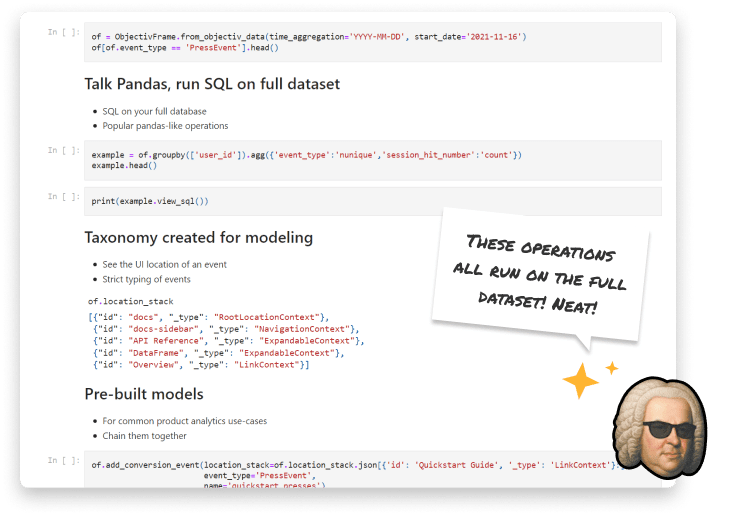 In [ ]: of = ObjectivFrame.from_objectiv_data(time_aggregation='YYYY-MM-DD', start_date='2021-11-16')
of[of.event_type == 'PressEvent'].head()
Talk Pandas, run SQL on full dataset
• SQL on your full database
• Popular pandas-like operations
In [ ]: example = of.groupby(['user_id']).agg({'event_type':'nunique','session_hit_number':'count'})
example.head()
In [ ]: print(example.view_sql())
Taxonomy created for modeling
• See the UI location of an event
• Strict typing of events
of.location_stack
[{"id": "docs", "_type": "RootLocationContext"},
{"id": "docs-sidebar", "_type": "NavigationContext"},
{"id": "API Reference", "_type": "ExpandableContext"},
{"id": "DataFrame", "_type": "ExpandableContext"},
{"id": "Overview", "_type": "LinkContext"}]
These operations
all run on the full
dataset! Neat!
Pre-built models
• For common product analytics use-cases
• Chain them together
In [ ]: of.add_conversion_event(location_stack=of.location_stack.json[{'id': 'Quickstart Guide', '_type': 'LinkContext'}:
event_type='PressEvent',
name='quickstart_presses')